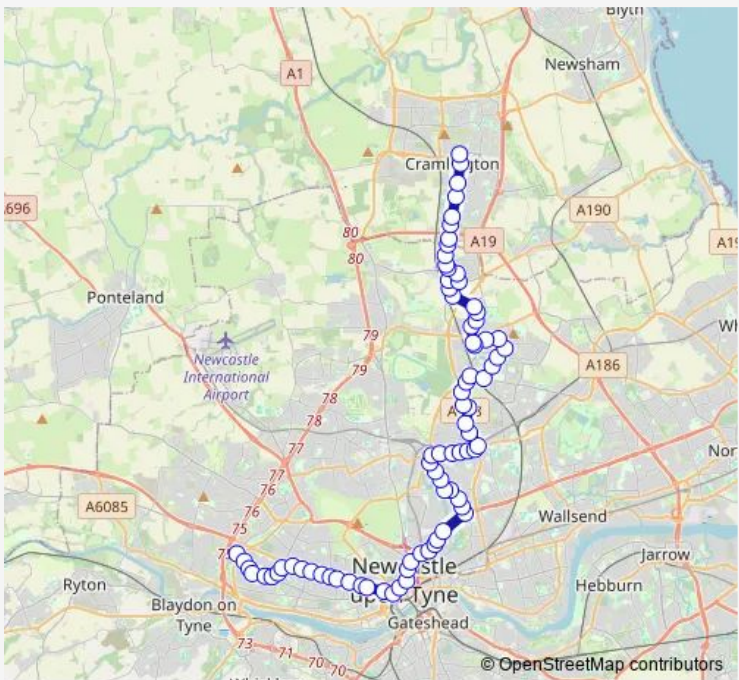 Blyth
Newsham
A1
Cramlington
A696
A190
80
A19
80
A19
Ponteland
79
Newcastle
International
Airport
79
A186
78
78
77
77
76
76
A6085
75
Wallsend
Newcastle
upon Tyne
Jarrow
Ryton
Hebburn
Blaydon on
Tyne
Gateshead
73
71
70
70
© OpenStreetMap contributors